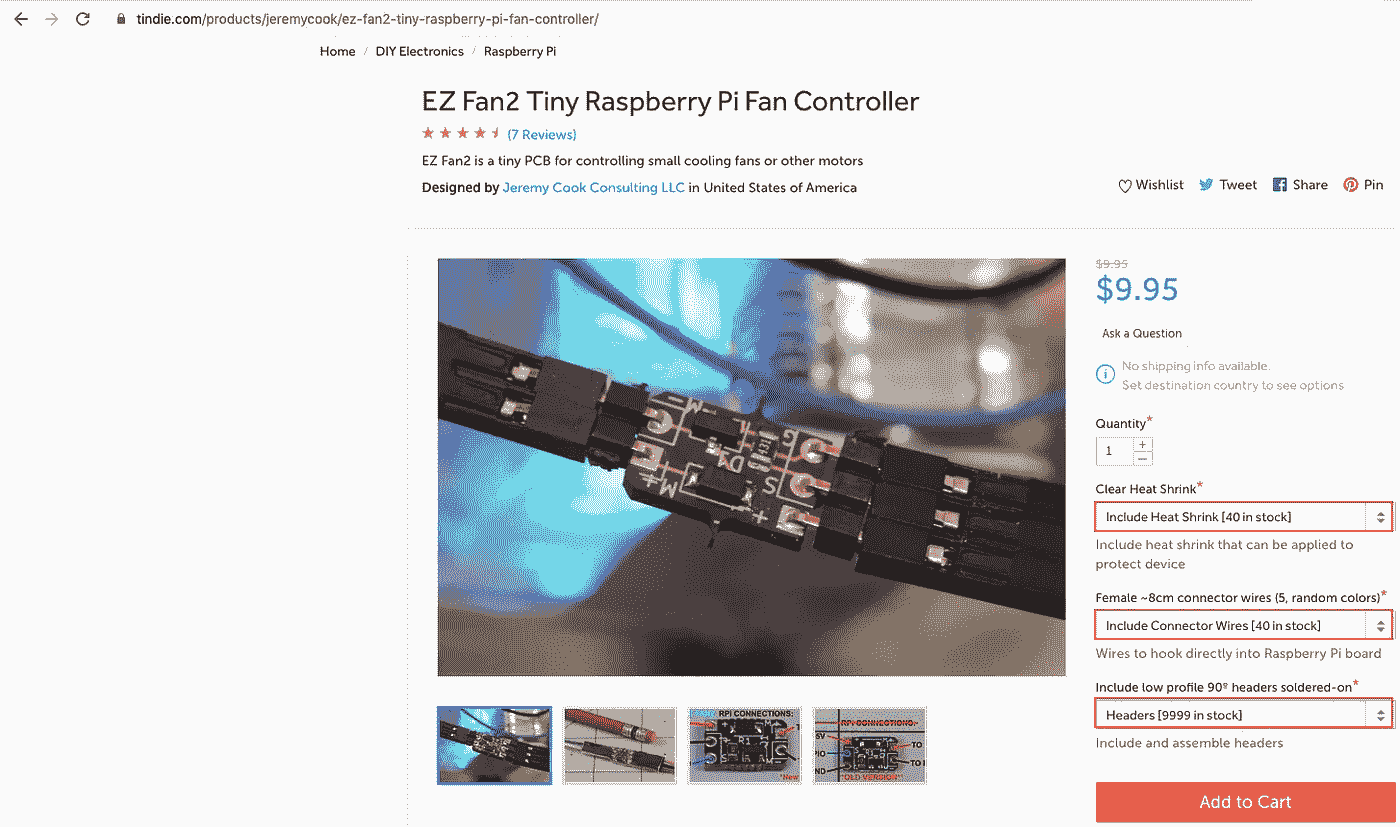 tindie.com/products/jeremycook/ez-fan2-tiny-raspberry-pi-fan-controller/
Home / DIY Electronics / Raspberry Pi
EZ Fan2 Tiny Raspberry Pi Fan Controller
(7 Reviews)
EZ Fan2 is a tiny PCB for controlling small cooling fans or other motors
Designed by Jeremy Cook Consulting LLC in United States of America
Wishlist Tweet Share Pin
$9.95
$9.95
Ask a Question
No shipping info available.
Set destination country to see options
Quantity*
1
Clear Heat Shrink*
Include Heat Shrink [40 in stock]
Include heat shrink that can be applied to
protect device
Female ~8cm connector wires (5, random colors)*
Include Connector Wires [40 in stock]
Wires to hook directly into Raspberry Pi board
Include low profile 90º headers soldered-on*
Headers [9999 in stock]
Include and assemble headers
Add to Cart
-M
M+
S
G
+
431
RPI CONNECTIONS:
R1
*New
RPI CONNECTIONS:
5V
TO
"OLD VERSION"